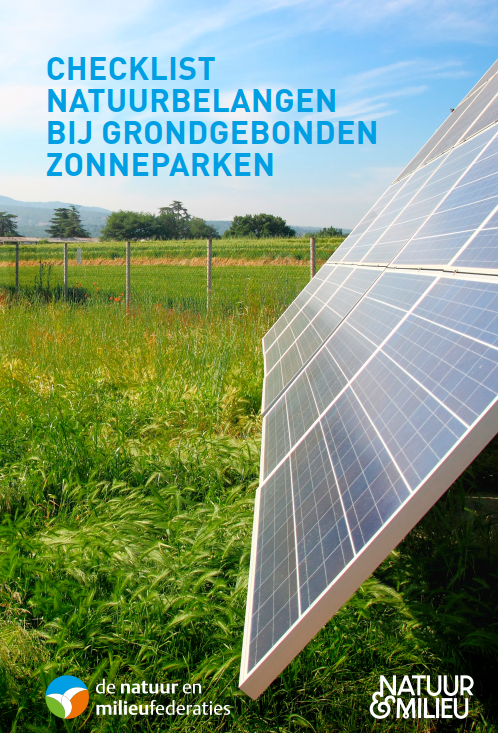 CHECKLIST
NATUURBELANGEN
BIJ GRONDGEBONDEN
ZONNEPARKEN
de natuur en
milieufederaties
NATUUR
&MILIEU